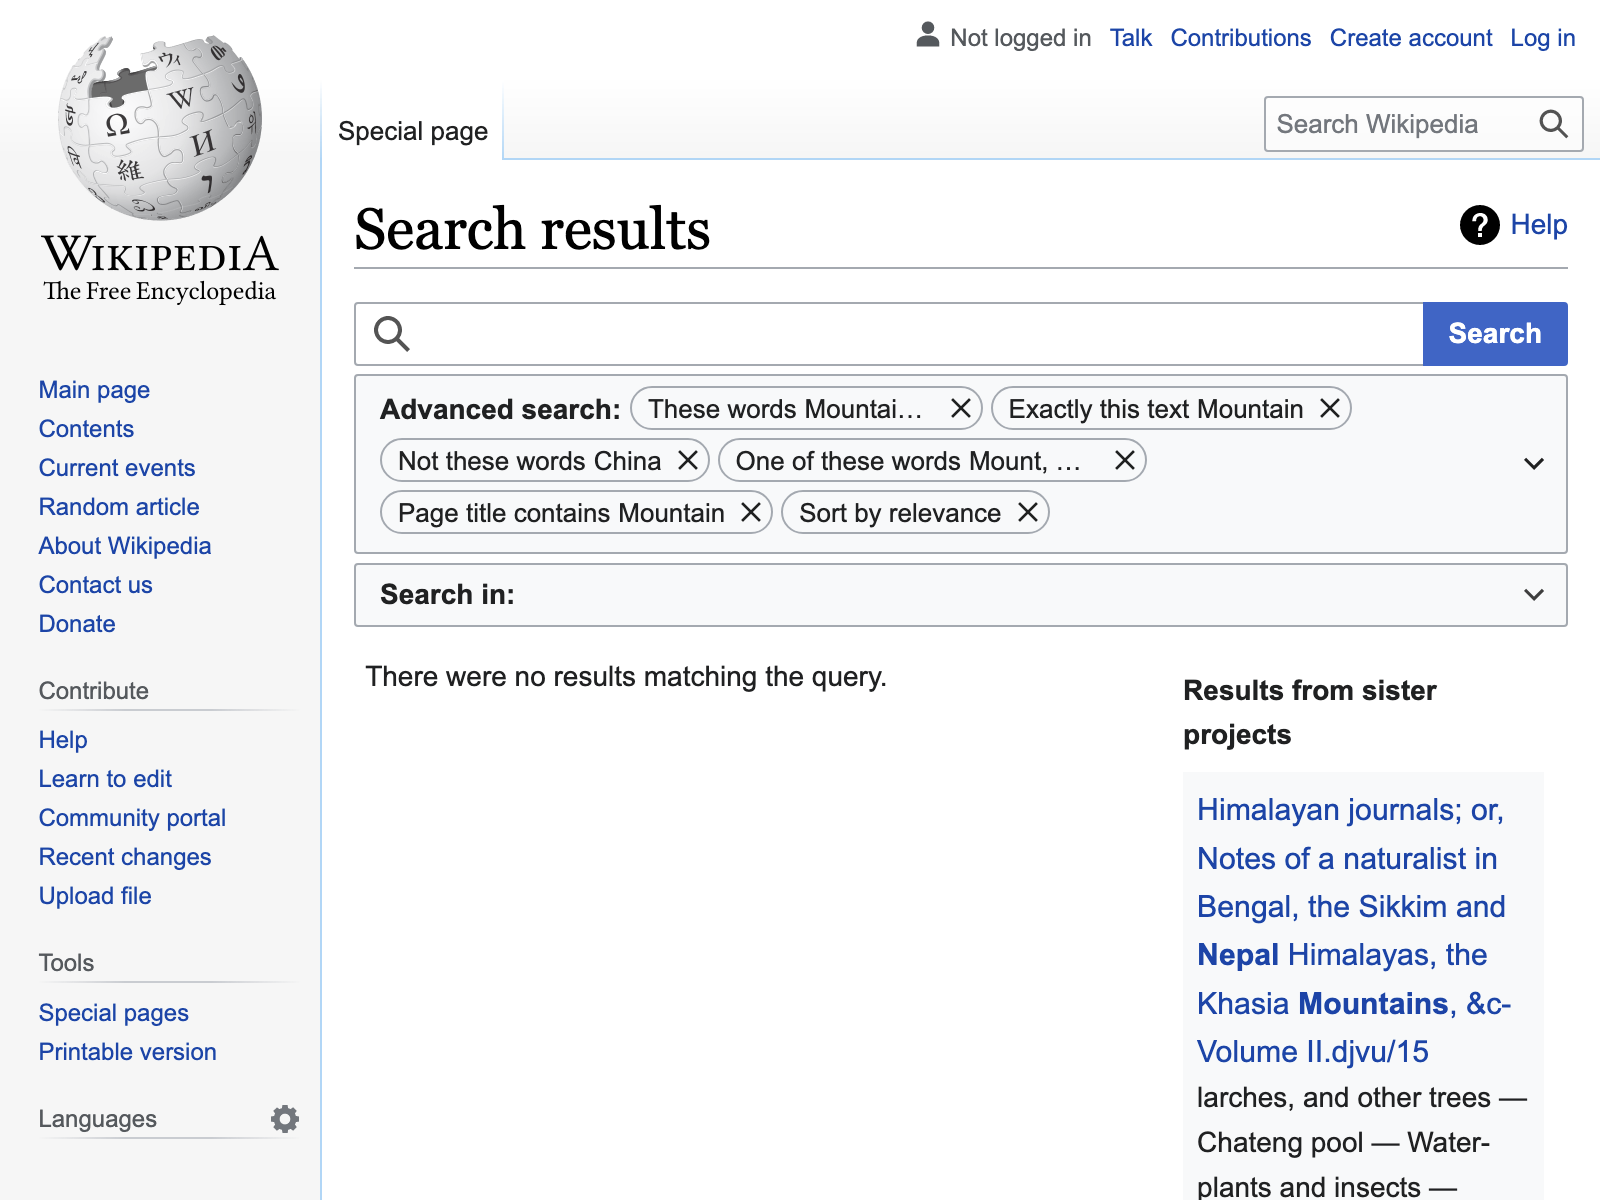 Not logged in Talk Contributions Create account Log in
Special page
Search Wikipedia
WIKIPEDIA
The Free Encyclopedia
Main page
Contents
Current events
Random article
About Wikipedia
Contact us
Donate
Contribute
Help
Learn to edit
Community portal
Recent changes
Upload file
Tools
Special pages
Printable version
Languages
Search results
Help
Search
Advanced search: These words Mountai… Exactly this text Mountain
Not these words China One of these words Mount, …
Page title contains Mountain Sort by relevance
Search in:
There were no results matching the query.
Results from sister
projects
Himalayan journals; or,
Notes of a naturalist in
Bengal, the Sikkim and
Nepal Himalayas, the
Khasia Mountains, &c-
Volume II.djvu/15
larches, and other trees —
Chateng pool — Water-
plants and insects —